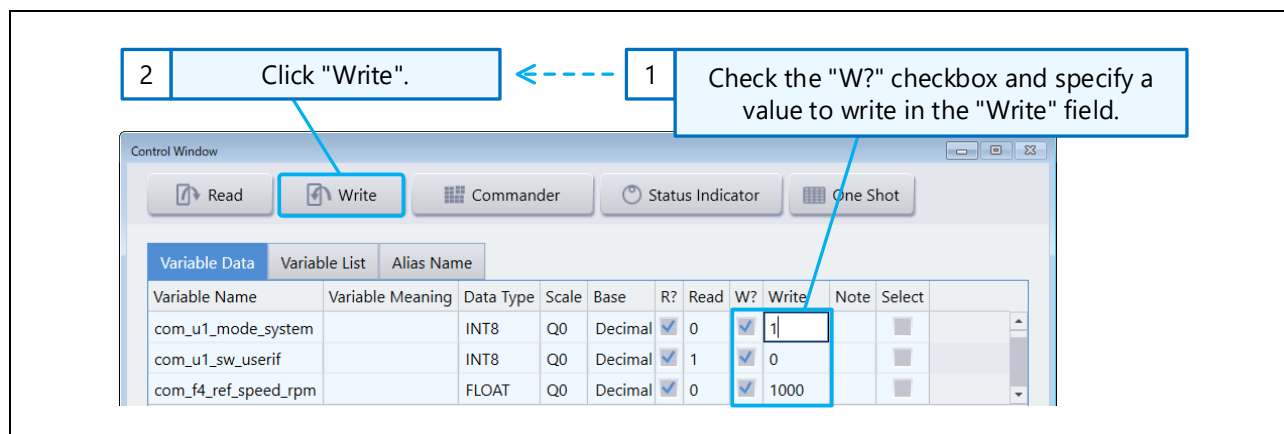 2 Click "Write".
1 Check the "W?" checkbox and specify a
value to write in the "Write" field.
Control Window
Read Write Commander Status Indicator One Shot
Variable Data Variable List Alias Name
Variable Name Variable Meaning Data Type Scale Base R? Read W? Write Note Select
com_u1_mode_system INT8 Q0 Decimal 0 1
com_u1_sw_userif INT8 Q0 Decimal 1 0
com_f4_ref_speed_rpm FLOAT Q0 Decimal 0 1000